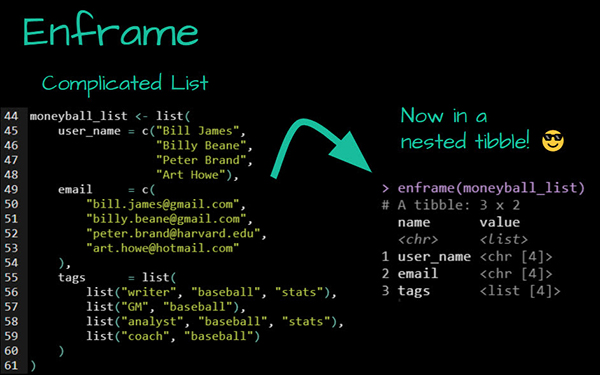 Enframe
Complicated List
44 moneyball_list <- list(
45     user_name = c("Bill James",
46                   "Billy Beane",
47                   "Peter Brand",
48                   "Art Howe"),
49     email     = c(
50         "bill.james@gmail.com",
51         "billy.beane@gmail.com",
52         "peter.brand@harvard.edu",
53         "art.howe@hotmail.com"
54     ),
55     tags      = list(
56         list("writer", "baseball", "stats"),
57         list("GM", "baseball"),
58         list("analyst", "baseball", "stats"),
59         list("coach", "baseball")
60     )
61 )
Now in a
nested tibble! 😎
> enframe(moneyball_list)
# A tibble: 3 x 2
  name      value
  <chr>     <list>
1 user_name <chr [4]>
2 email     <chr [4]>
3 tags      <list [4]>